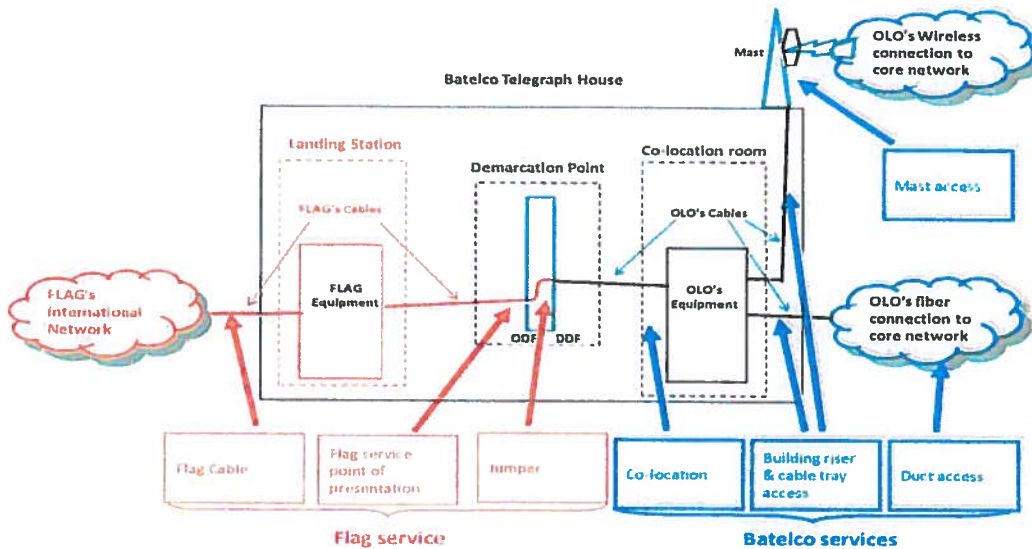 OLO's Wireless
connection to
core network
Mast
Batelco Telegraph House
Landing Station
Demarcation Point
Co-location room
Mast access
FLAG's Cables
OLO's Cables
FLAG's
International
Network
FLAG
Equipment
OLO's
Equipment
OLO's fiber
connection to
core network
ODF DDF
Flag Cable
Flag service
point of
presentation
Jumper
Co-location
Building riser
& cable tray
access
Duct access
Flag service
Batelco services